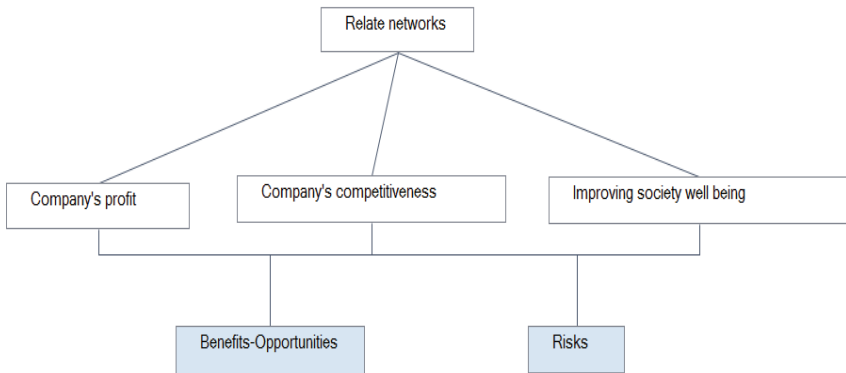 Relate networks
Company's profit
Company's competitiveness
Improving society well being
Benefits-Opportunities
Risks